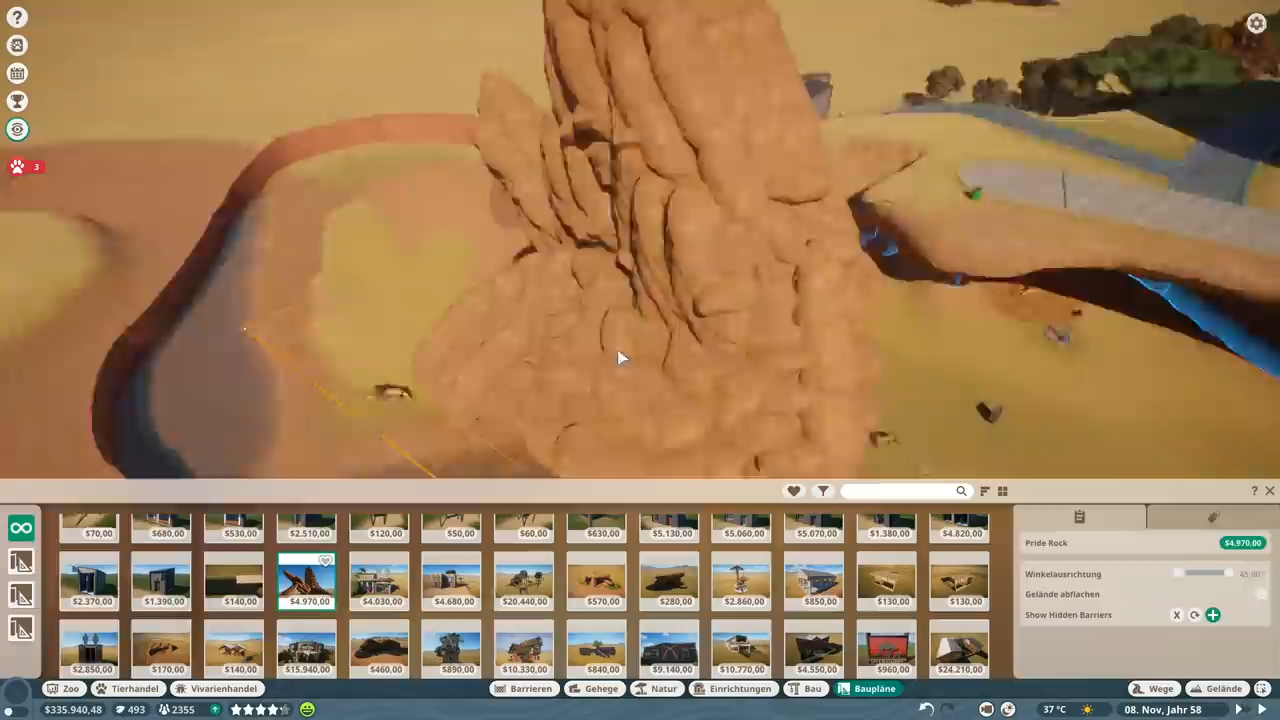 3
$70,00 $680,00 $530,00 $2.510,00 $120,00 $50,00 $60,00 $630,00 $5.130,00 $5.060,00 $5.070,00 $1.380,00 $4.820,00
$2.370,00 $1.390,00 $140,00 $4.970,00 $4.030,00 $4.680,00 $20.440,00 $570,00 $280,00 $2.860,00 $850,00 $130,00 $130,00
$2.850,00 $170,00 $140,00 $15.940,00 $460,00 $890,00 $10.330,00 $840,00 $9.140,00 $10.770,00 $4.550,00 $960,00 $24.210,00
Pride Rock $4.970,00
Winkelausrichtung 45,00°
Gelände abflachen
Show Hidden Barriers X
Zoo Tierhandel Vivarienhandel Barrieren Gehege Natur Einrichtungen Bau Baupläne Wege Gelände
$335.940,48 493 2355 37 °C 08. Nov, Jahr 58